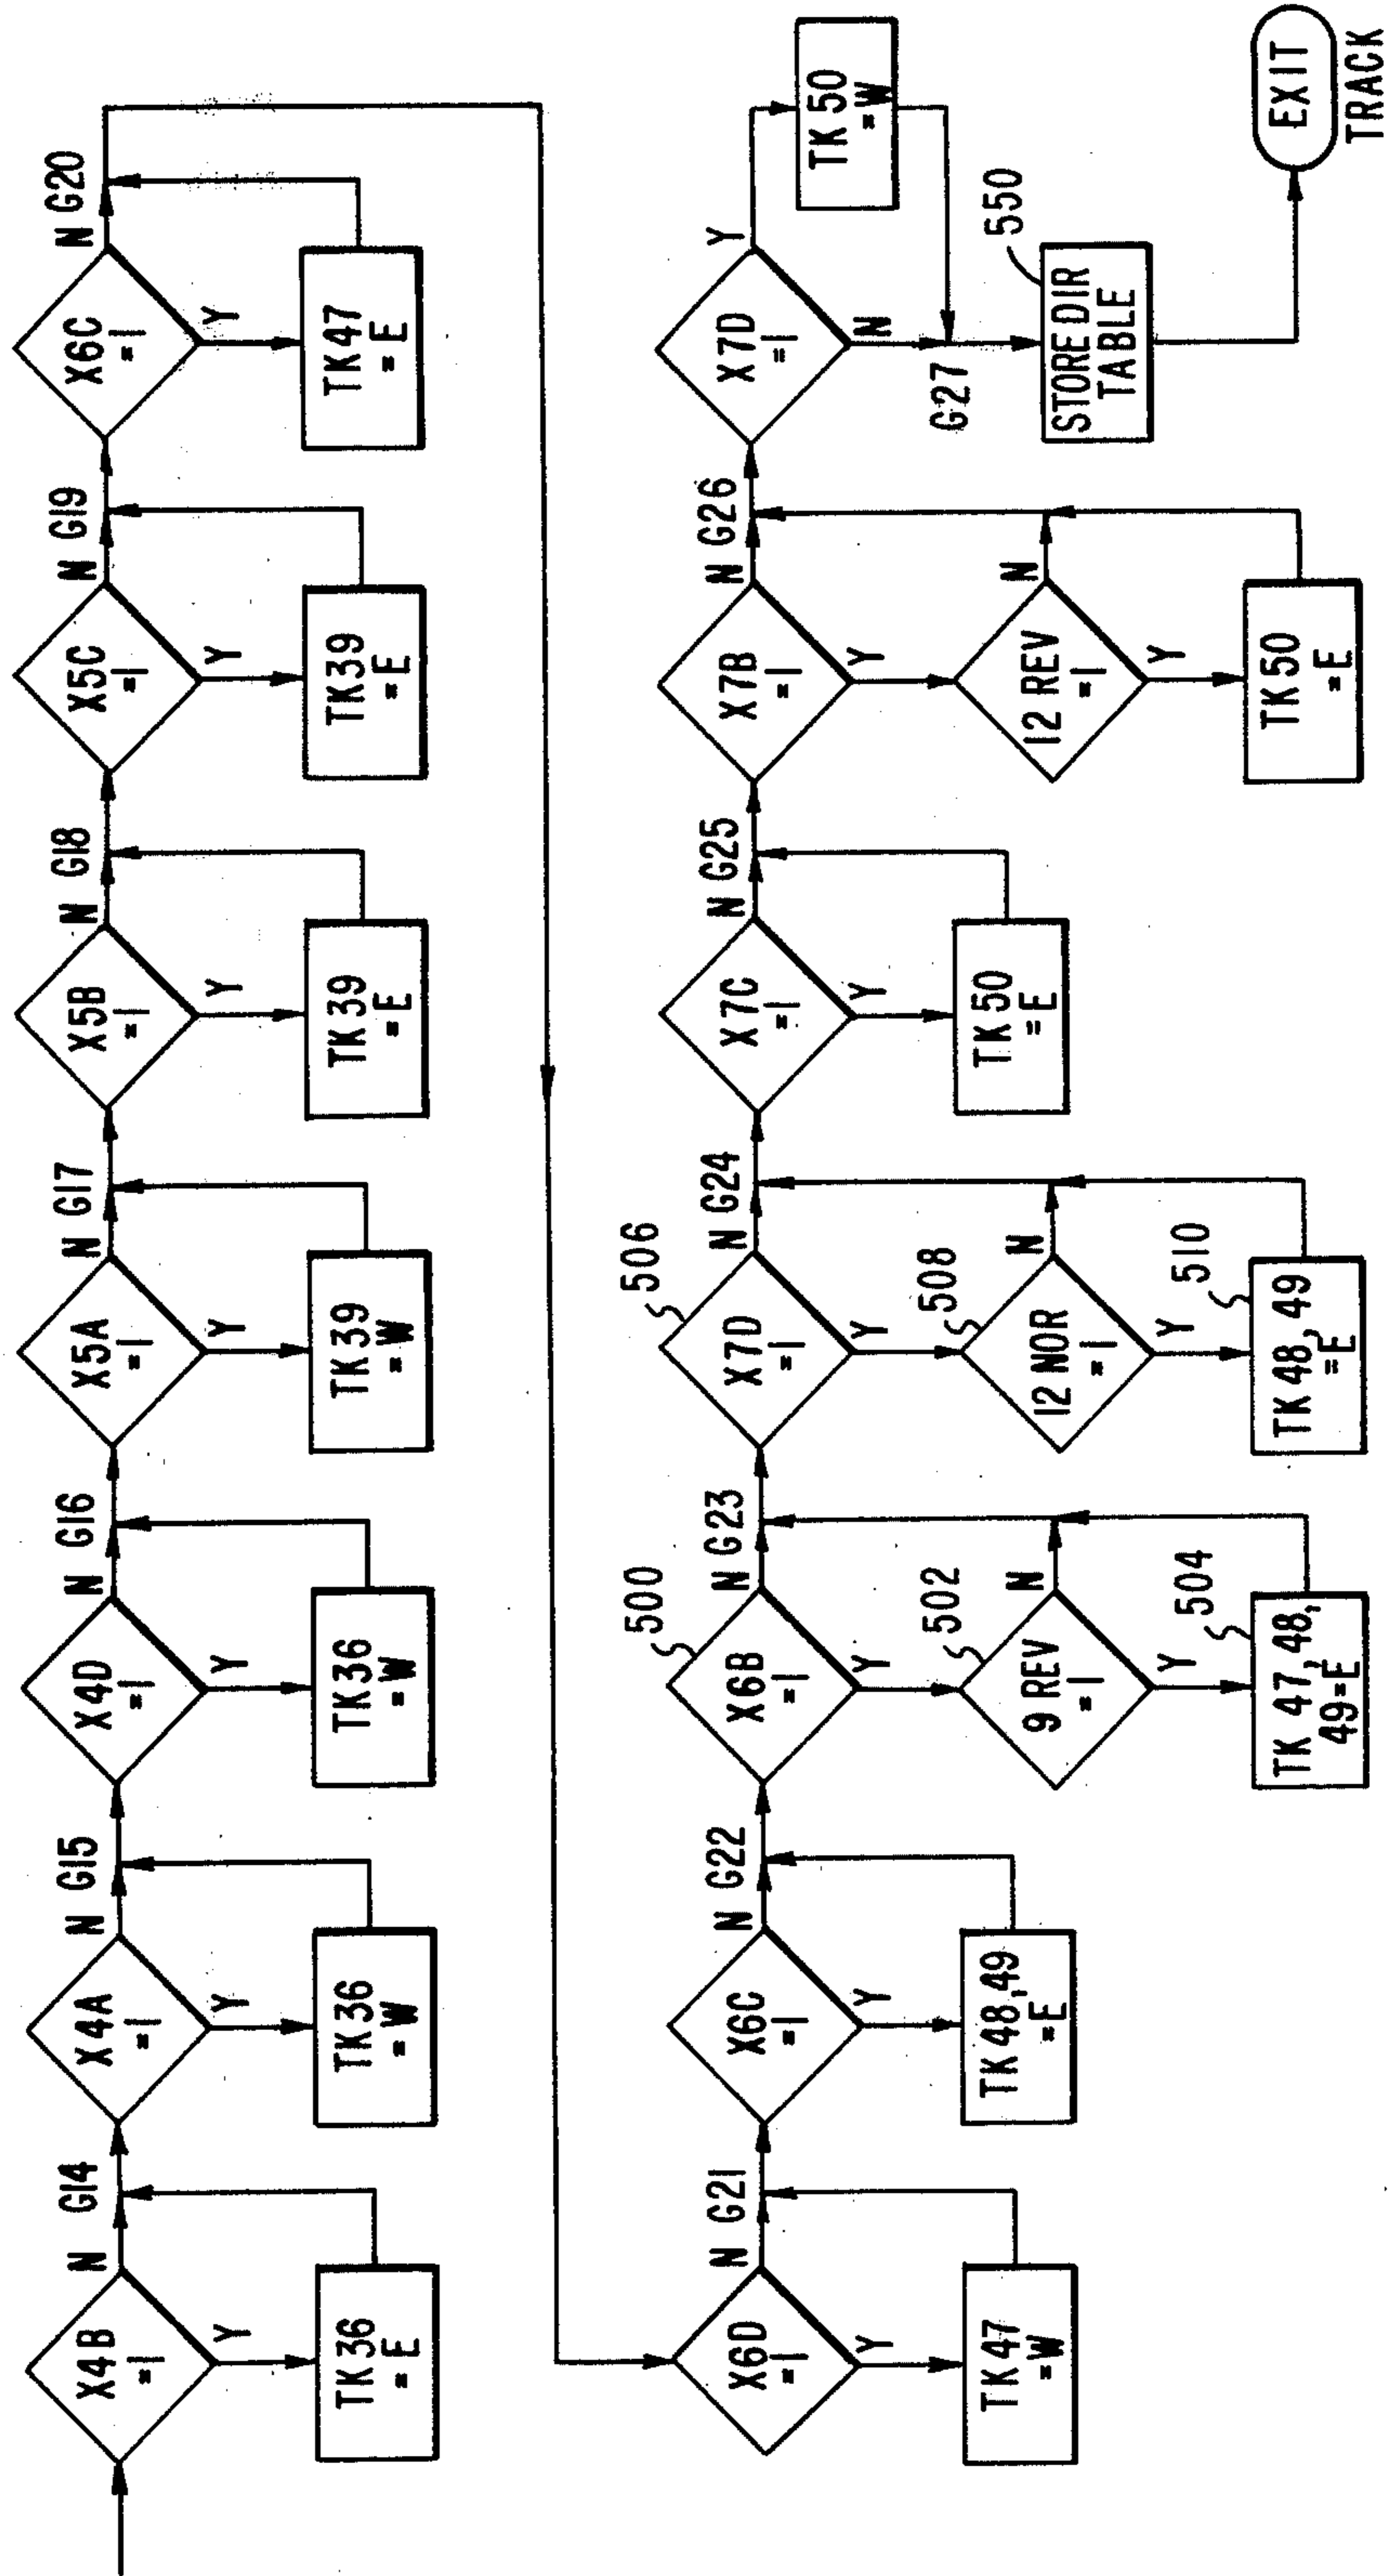 X4B
=1
N
G14
Y
TK36
= E
X4A
=1
N
G15
Y
TK36
= W
X4D
=1
N
G16
Y
TK36
= W
X5A
=1
N
G17
Y
TK39
= W
X5B
=1
N
G18
Y
TK39
= E
X5C
=1
N
G19
Y
TK39
= E
X6C
=1
N
G20
Y
TK47
= E
X6D
=1
N
G21
Y
TK47
=W
X6C
=1
N
G22
Y
TK48,49
= E
500
X6B
=1
N
G23
Y
502
9 REV
=1
N
Y
504
TK 47,48,
49=E
506
X7D
=1
N
G24
Y
508
12 NOR
=1
N
Y
510
TK 48,49
= E
X7C
=1
N
G25
Y
TK50
= E
X7B
=1
N
G26
Y
12 REV
=1
N
Y
TK50
= E
X7D
=1
Y
TK 50
= W
N
G27
550
STORE DIR
TABLE
EXIT
TRACK